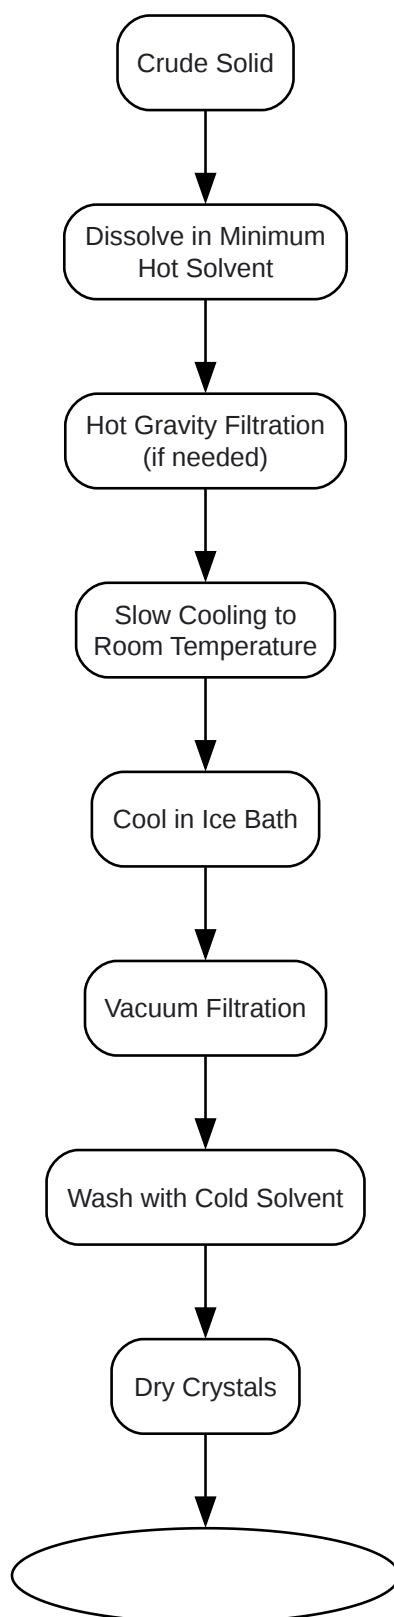 Crude Solid
Dissolve in Minimum
Hot Solvent
Hot Gravity Filtration
(if needed)
Slow Cooling to
Room Temperature
Cool in Ice Bath
Vacuum Filtration
Wash with Cold Solvent
Dry Crystals